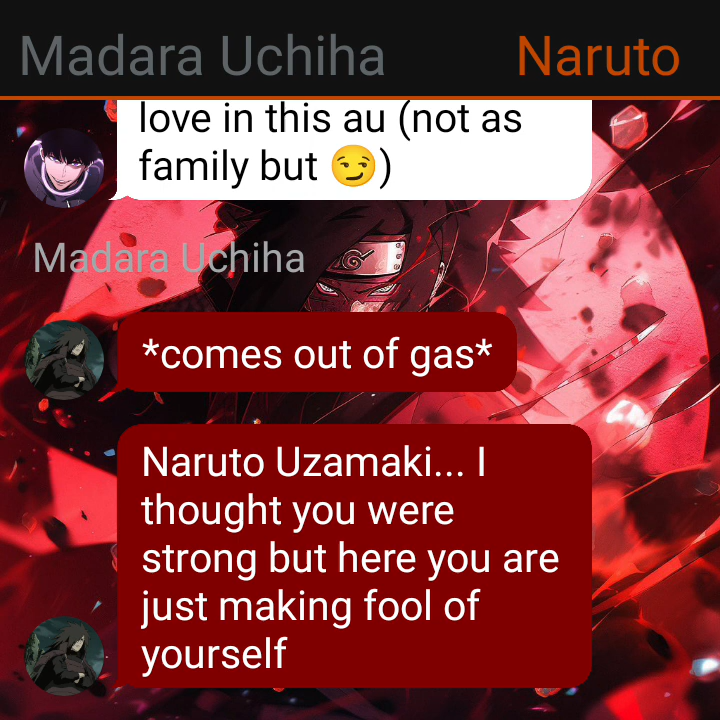 Madara Uchiha Naruto
love in this au (not as
family but 😏)
Madara Uchiha
*comes out of gas*
Naruto Uzamaki... I
thought you were
strong but here you are
just making fool of
yourself